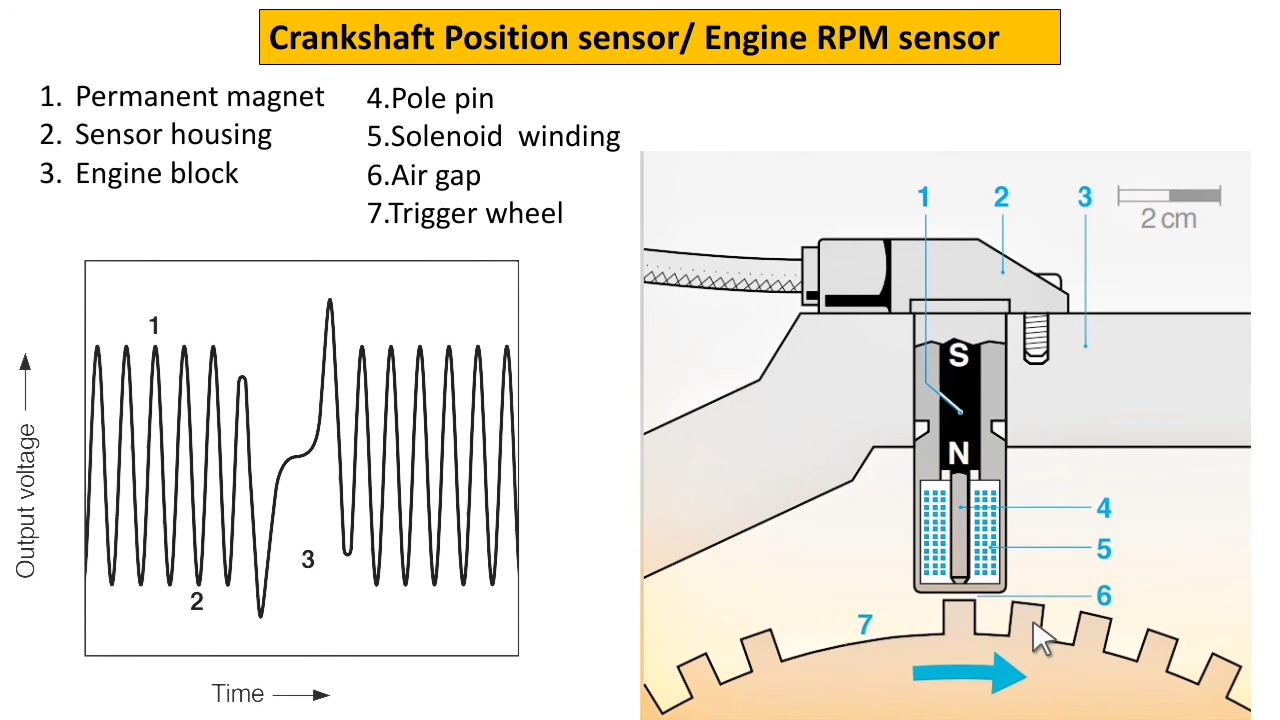 Crankshaft Position sensor/ Engine RPM sensor
1. Permanent magnet
2. Sensor housing
3. Engine block
4.Pole pin
5.Solenoid  winding
6.Air gap
7.Trigger wheel
1
2
3
Output voltage
Time
1 2 3
2 cm
S
N
4
5
6
7